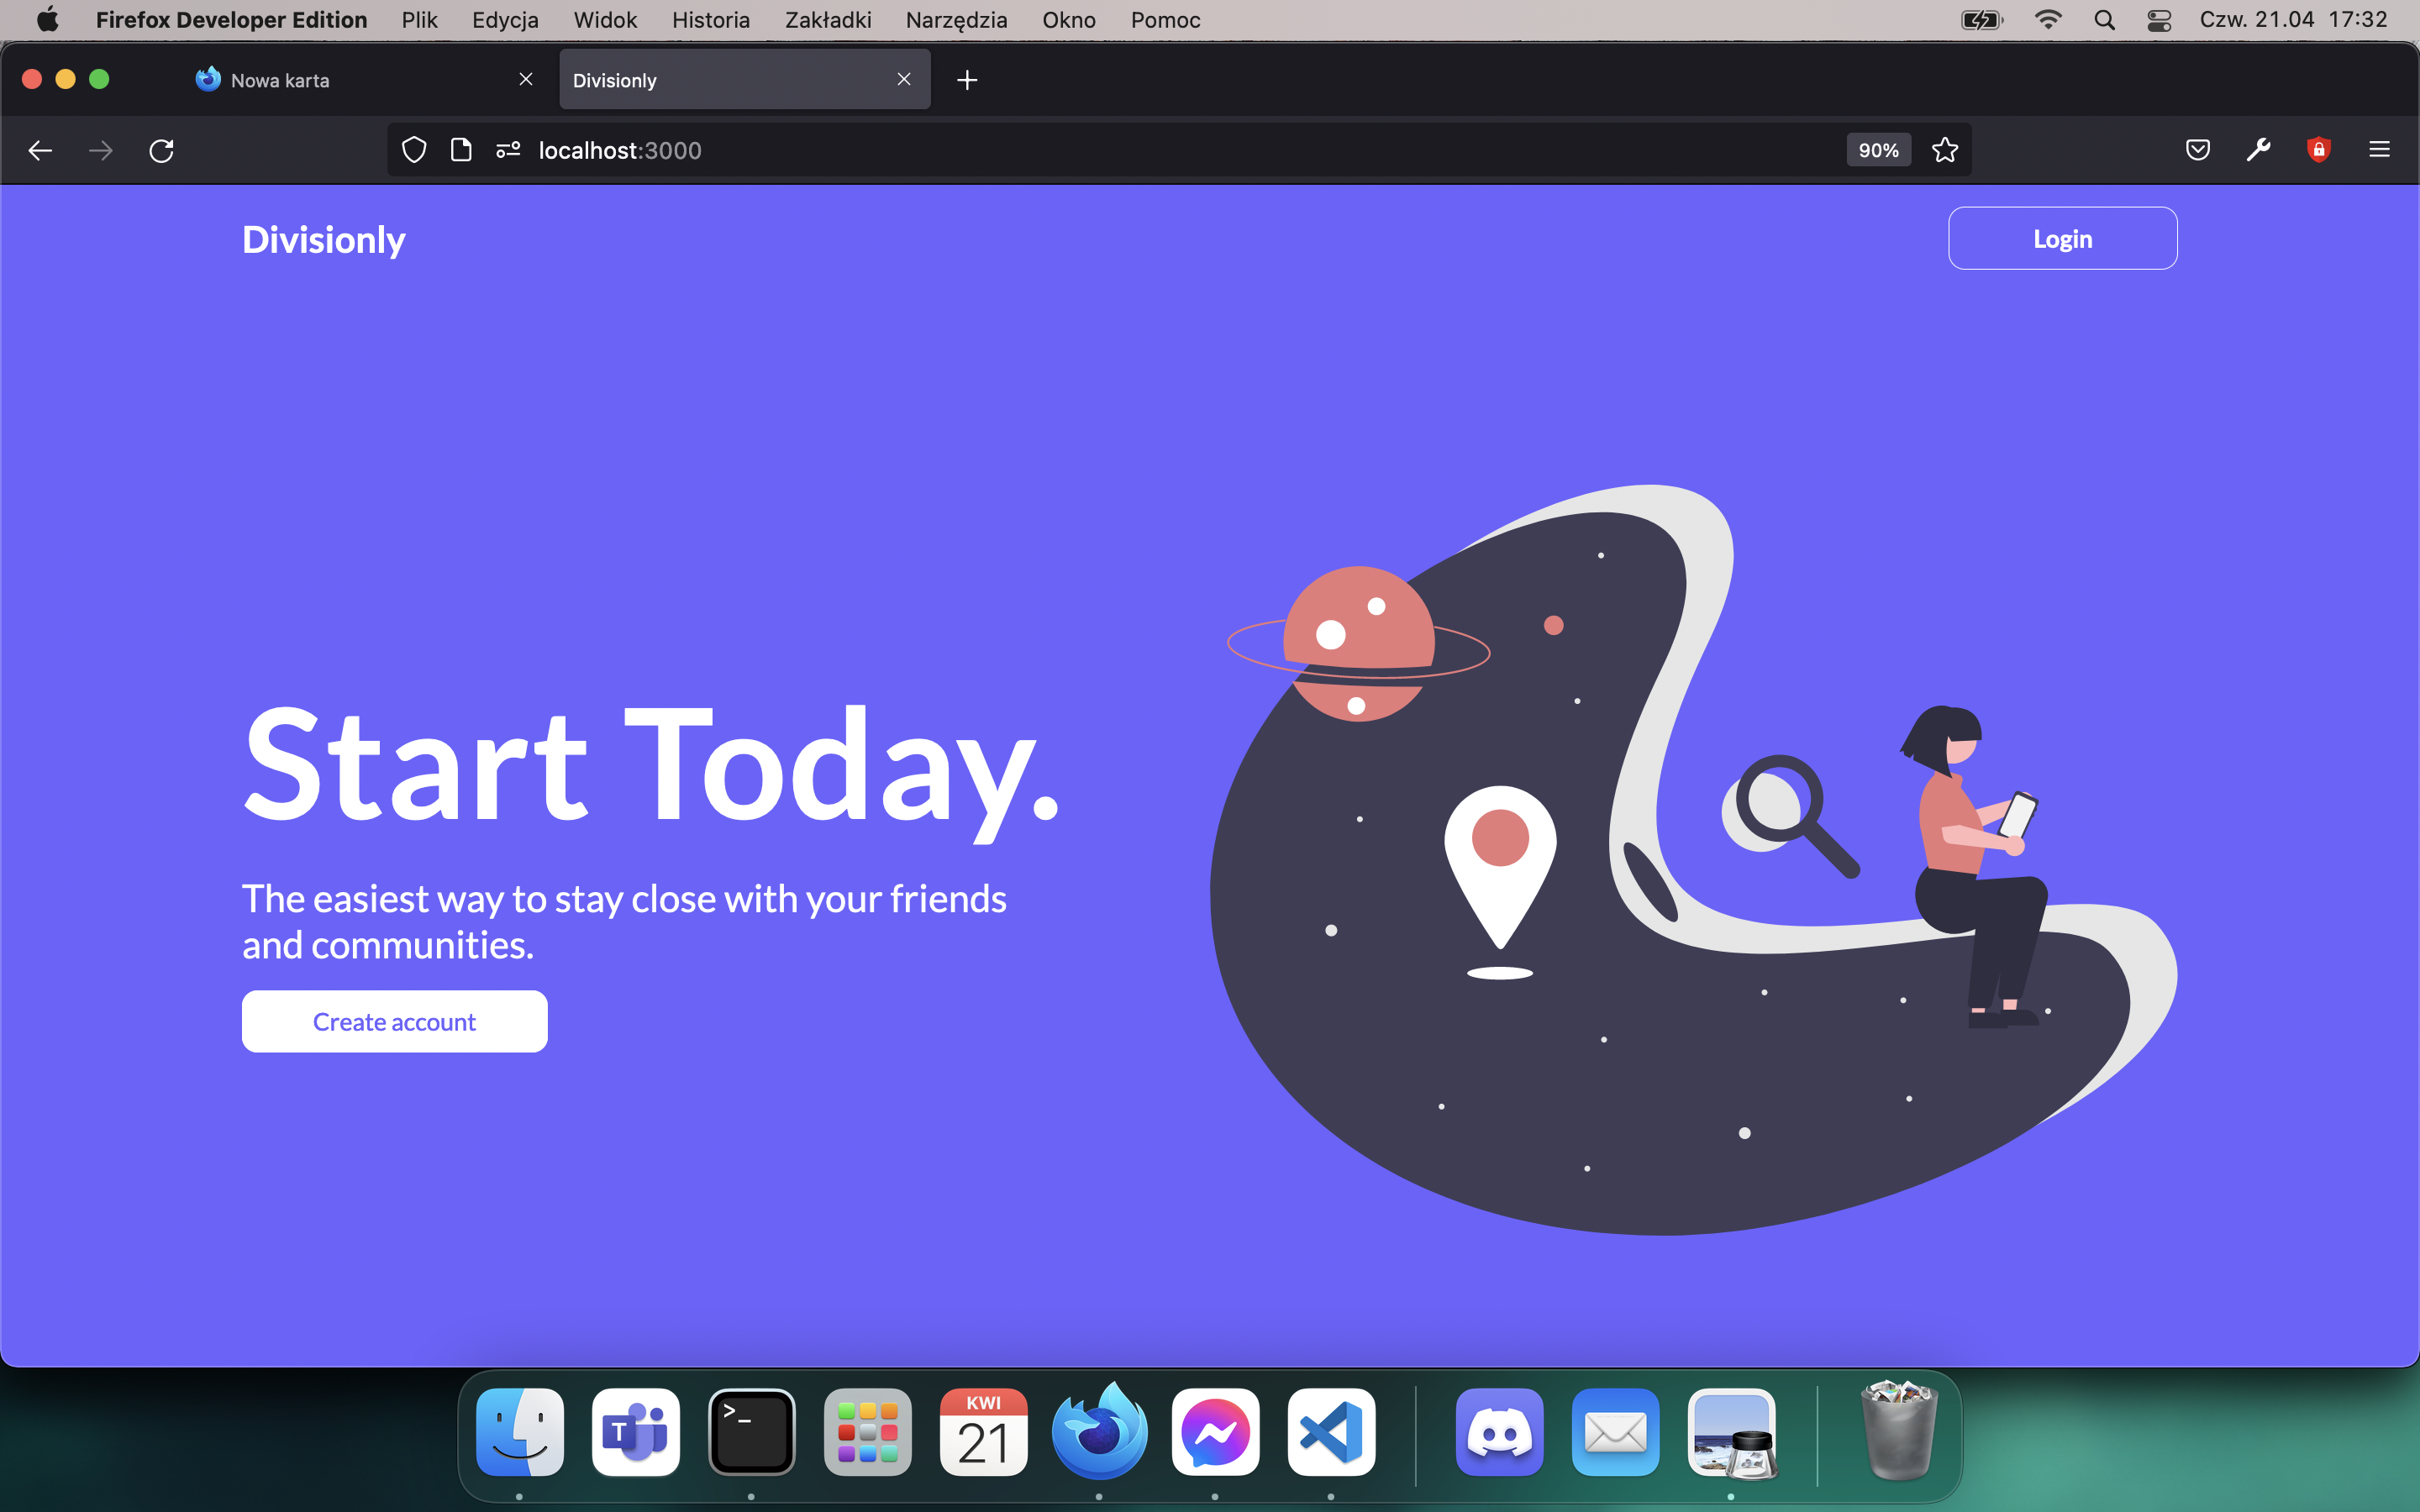 Firefox Developer Edition Plik Edycja Widok Historia Zakładki Narzędzia Okno Pomoc Czw. 21.04 17:32
Nowa karta Divisionly
localhost:3000 90%
Divisionly Login
Start Today.
The easiest way to stay close with your friends
and communities.
Create account
KWI
21
T
>_